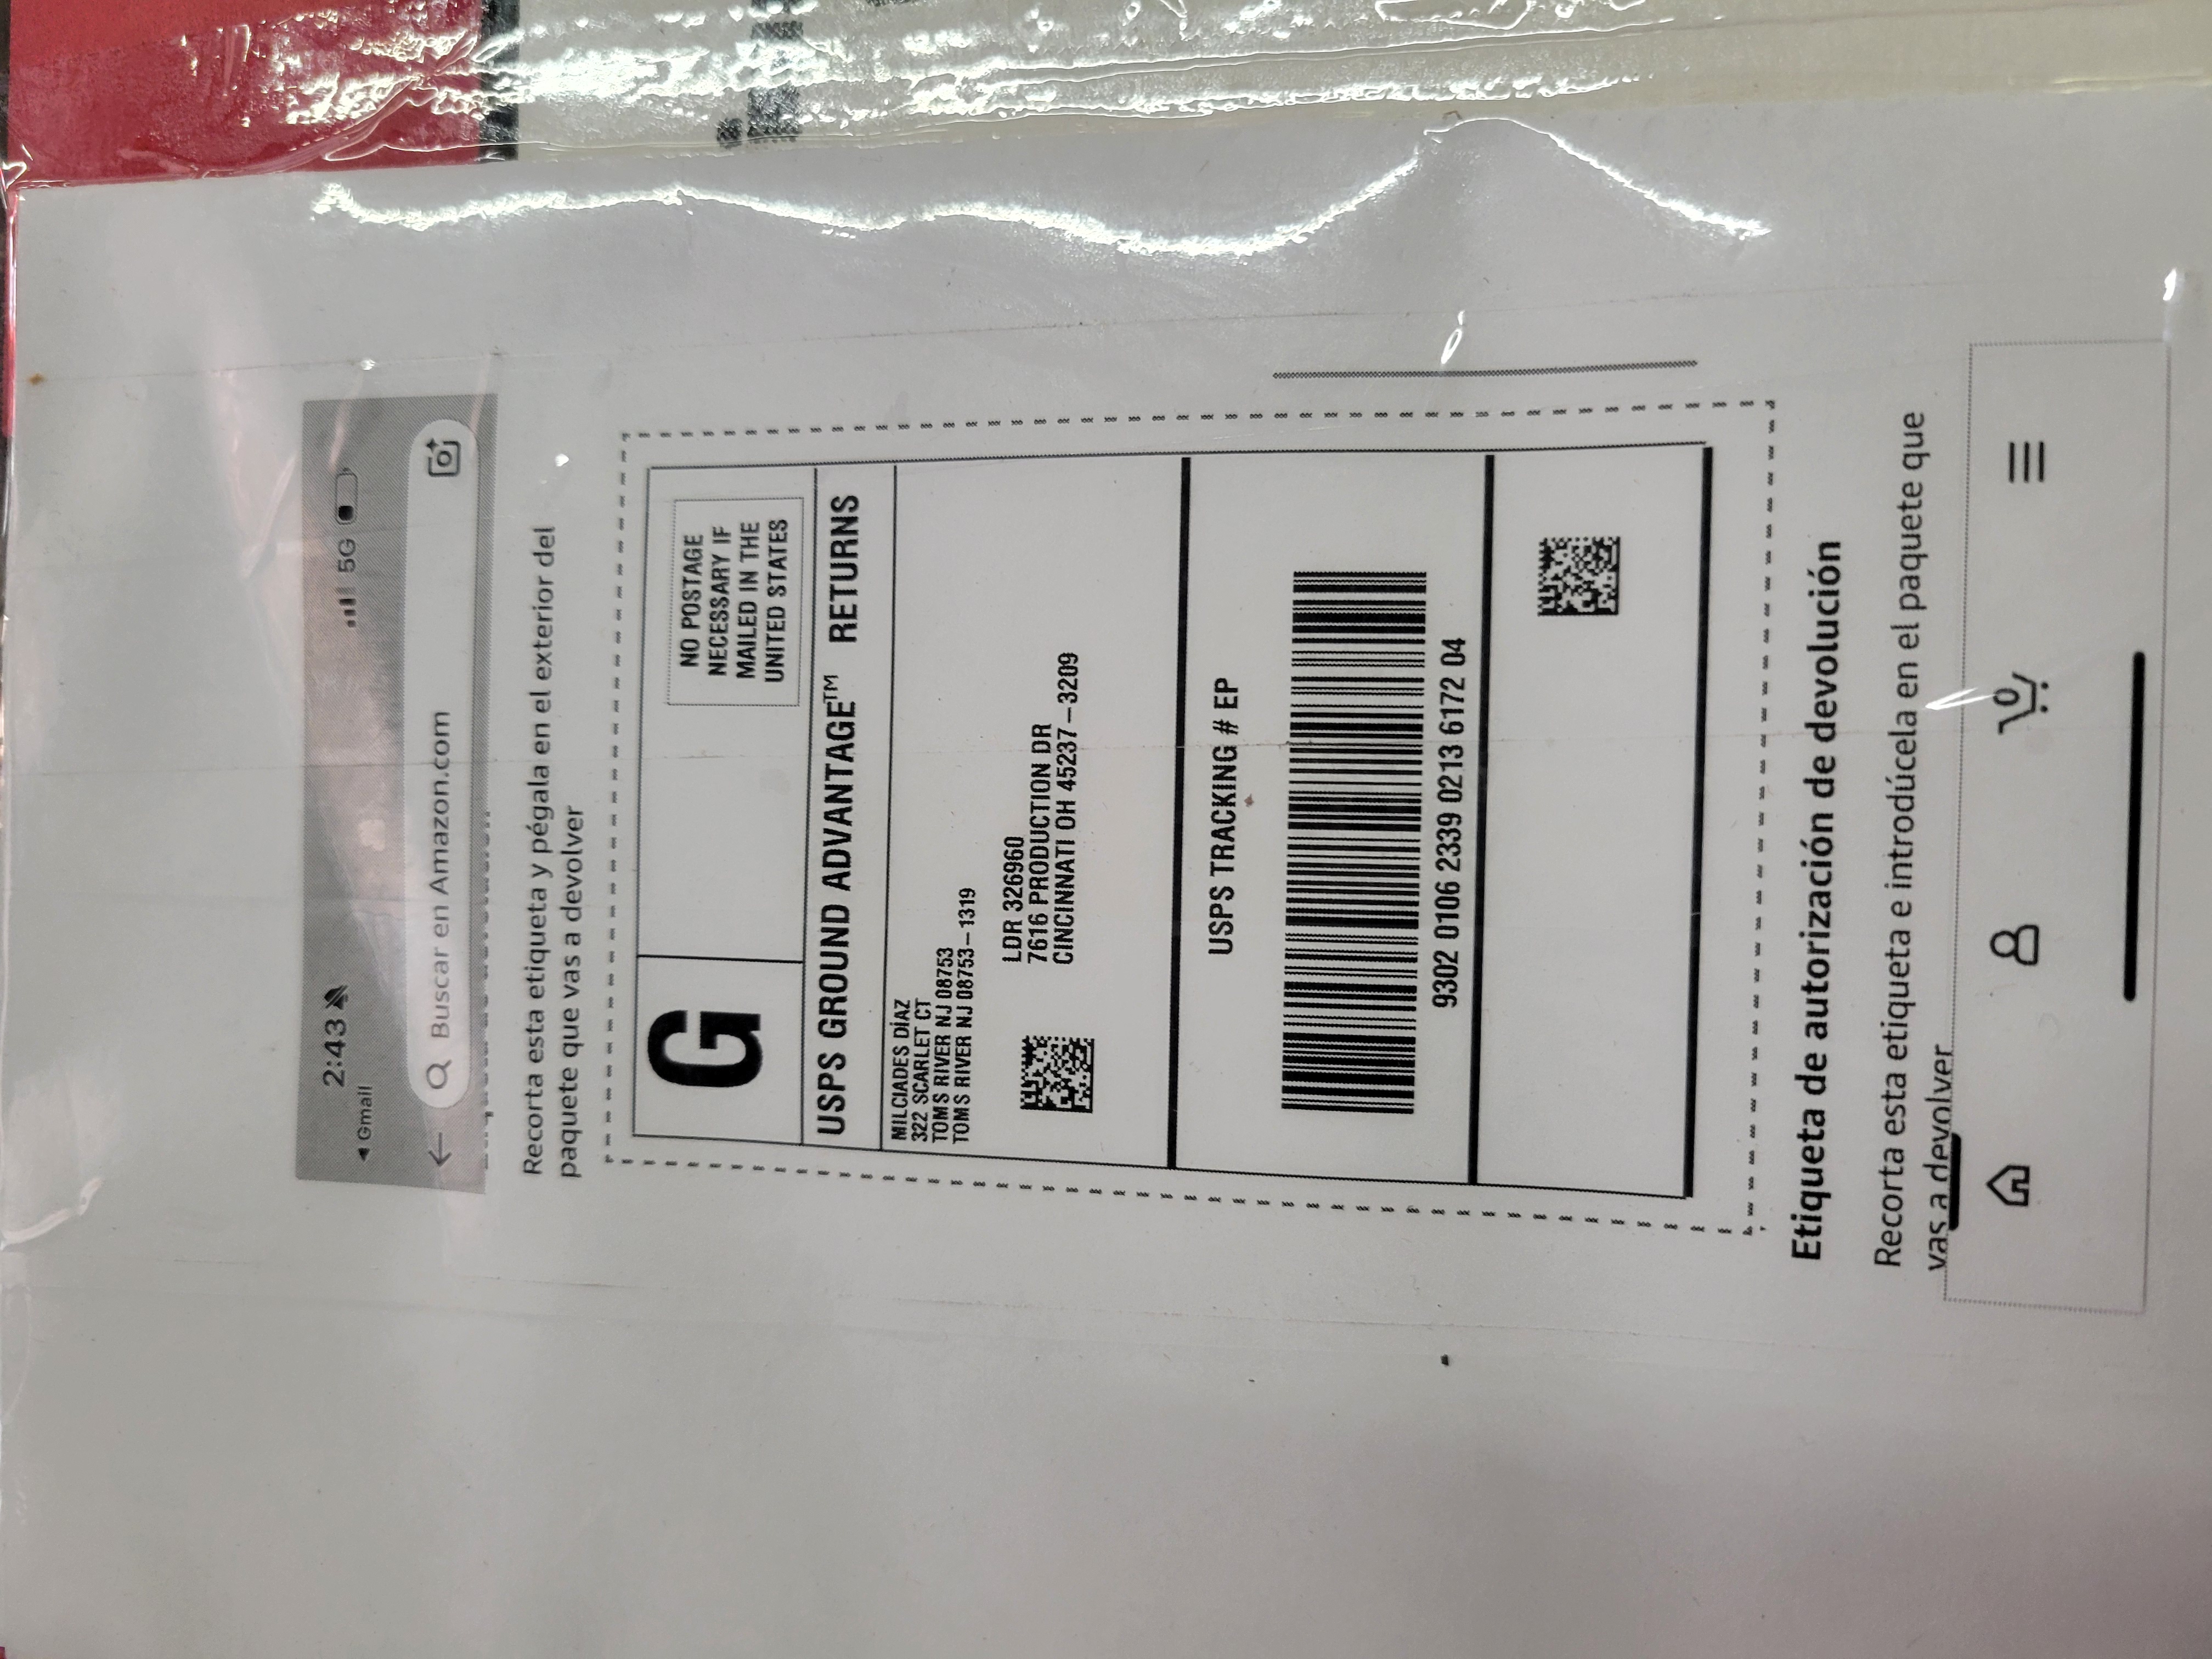 2:43
5G
Gmail
Buscar en Amazon.com
Recorta esta etiqueta y pégala en el exterior del
paquete que vas a devolver
G
NO POSTAGE
NECESSARY IF
MAILED IN THE
UNITED STATES
USPS GROUND ADVANTAGE™ RETURNS
MILCIADES DÍAZ
322 SCARLET CT
TOMS RIVER NJ 08753
TOMS RIVER NJ 08753-1319
LDR 326960
7616 PRODUCTION DR
CINCINNATI OH 45237-3209
USPS TRACKING # EP
9302 0106 2339 0213 6172 04
Etiqueta de autorización de devolución
Recorta esta etiqueta e introdúcela en el paquete que
vas a devolver
0